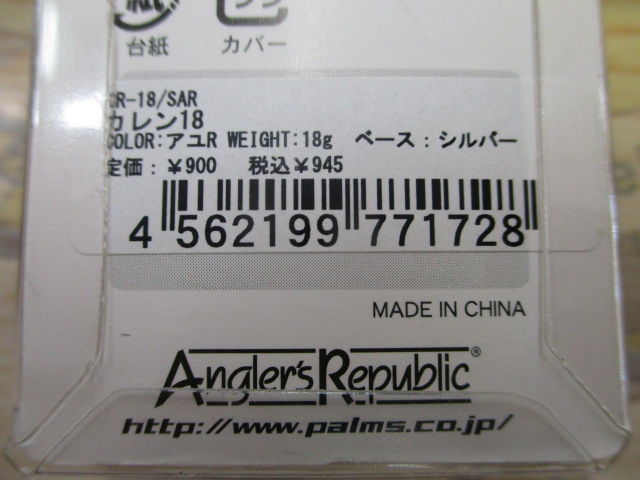 紙
台紙 カバー
CR-18/SAR
カレン18
COLOR:アユR WEIGHT:18g ベース:シルバー
定価:¥900 税込¥945
4 562199 771728
MADE IN CHINA
Angler's Republic®
http://www.palms.co.jp/